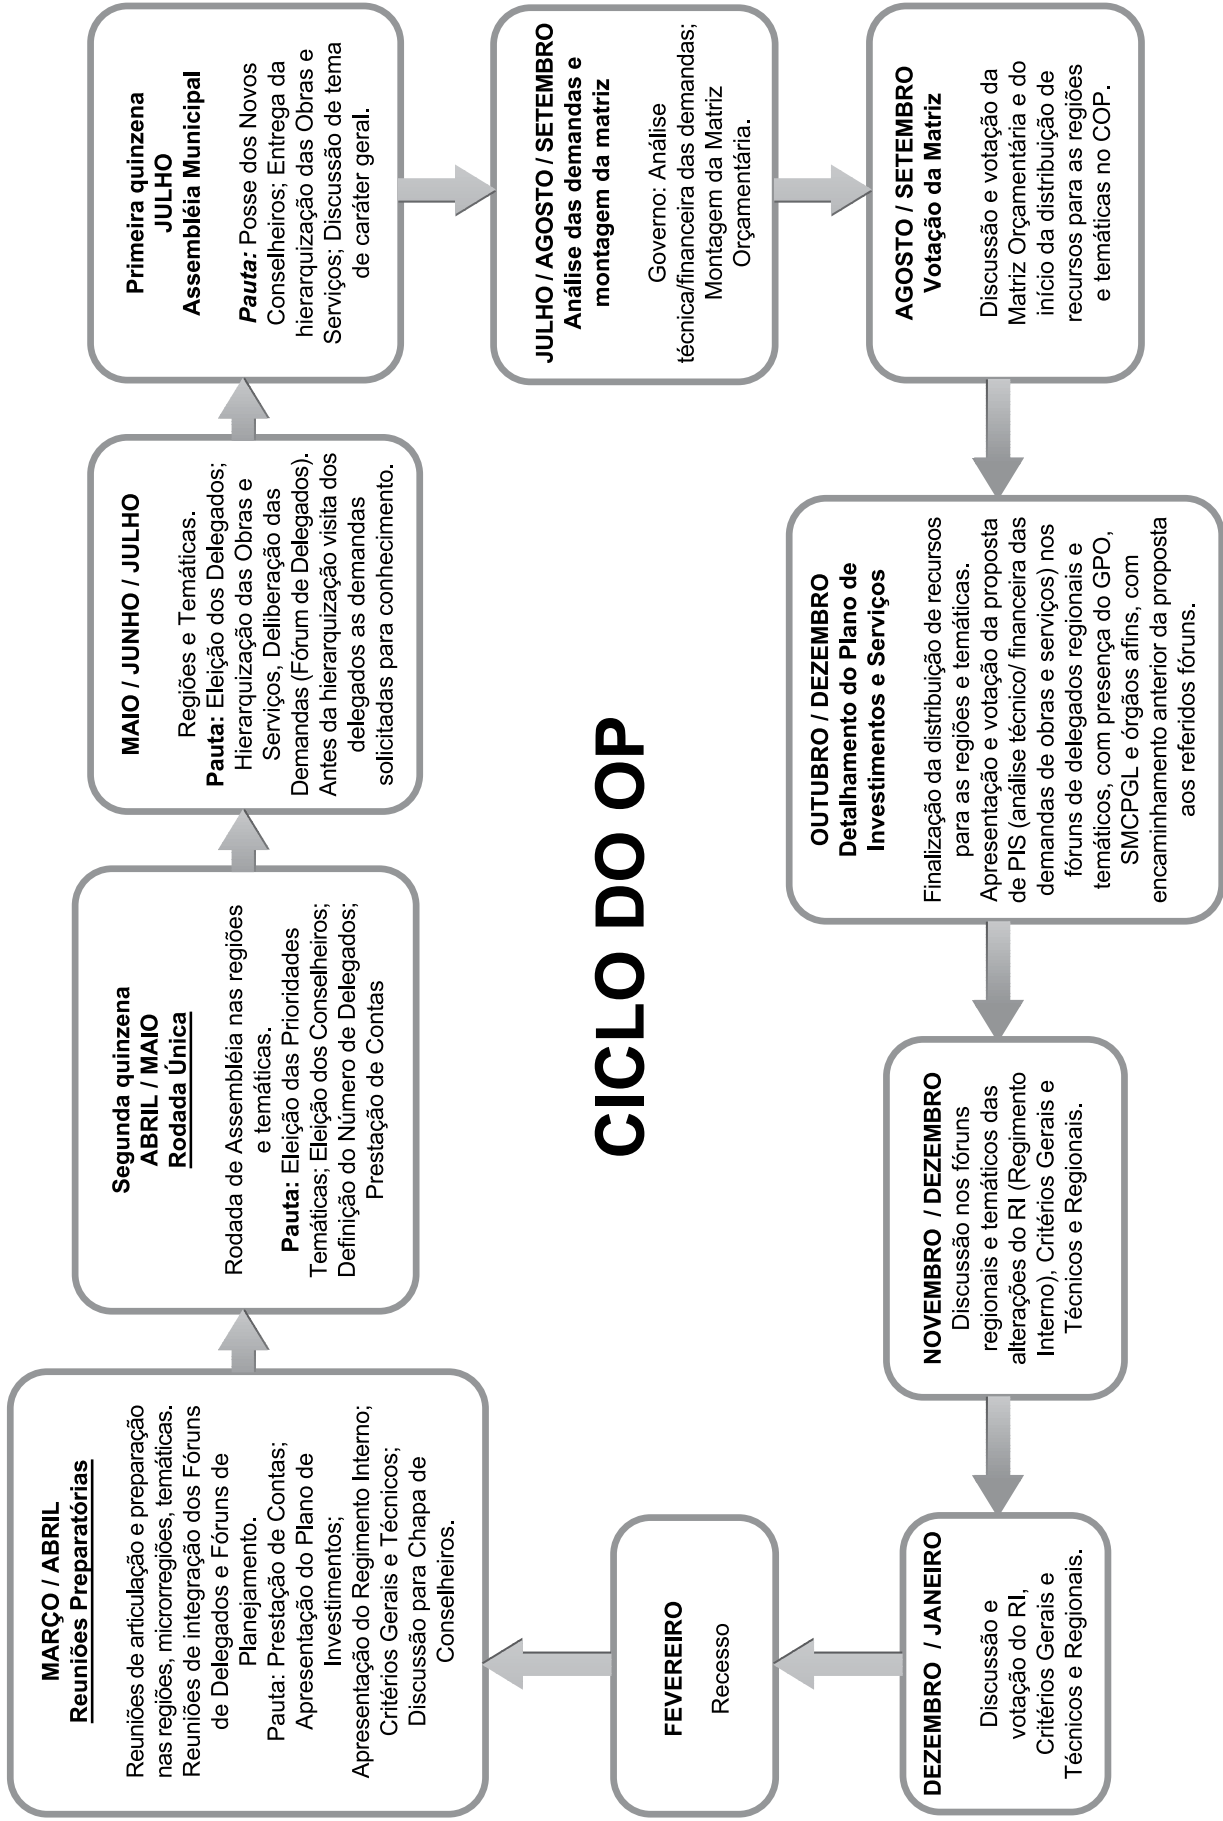 MARÇO / ABRIL
Reuniões Preparatórias
Reuniões de articulação e preparação
nas regiões, microrregiões, temáticas.
Reuniões de integração dos Fóruns
de Delegados e Fóruns de
Planejamento.
Pauta: Prestação de Contas;
Apresentação do Plano de
Investimentos;
Apresentação do Regimento Interno;
Critérios Gerais e Técnicos;
Discussão para Chapa de
Conselheiros.
Segunda quinzena
ABRIL / MAIO
Rodada Única
Rodada de Assembléia nas regiões
e temáticas.
Pauta: Eleição das Prioridades
Temáticas; Eleição dos Conselheiros;
Definição do Número de Delegados;
Prestação de Contas
MAIO / JUNHO / JULHO
Regiões e Temáticas.
Pauta: Eleição dos Delegados;
Hierarquização das Obras e
Serviços, Deliberação das
Demandas (Fórum de Delegados).
Antes da hierarquização visita dos
delegados as demandas
solicitadas para conhecimento.
Primeira quinzena
JULHO
Assembléia Municipal
Pauta: Posse dos Novos
Conselheiros; Entrega da
hierarquização das Obras e
Serviços; Discussão de tema
de caráter geral.
JULHO / AGOSTO / SETEMBRO
Análise das demandas e
montagem da matriz
Governo: Análise
técnica/financeira das demandas;
Montagem da Matriz
Orçamentária.
AGOSTO / SETEMBRO
Votação da Matriz
Discussão e votação da
Matriz Orçamentária e do
início da distribuição de
recursos para as regiões
e temáticas no COP.
CICLO DO OP
OUTUBRO / DEZEMBRO
Detalhamento do Plano de
Investimentos e Serviços
Finalização da distribuição de recursos
para as regiões e temáticas.
Apresentação e votação da proposta
de PIS (análise técnico/ financeira das
demandas de obras e serviços) nos
fóruns de delegados regionais e
temáticos, com presença do GPO,
SMCPGL e órgãos afins, com
encaminhamento anterior da proposta
aos referidos fóruns.
NOVEMBRO / DEZEMBRO
Discussão nos fóruns
regionais e temáticos das
alterações do RI (Regimento
Interno), Critérios Gerais e
Técnicos e Regionais.
DEZEMBRO / JANEIRO
Discussão e
votação do RI,
Critérios Gerais e
Técnicos e Regionais.
FEVEREIRO
Recesso